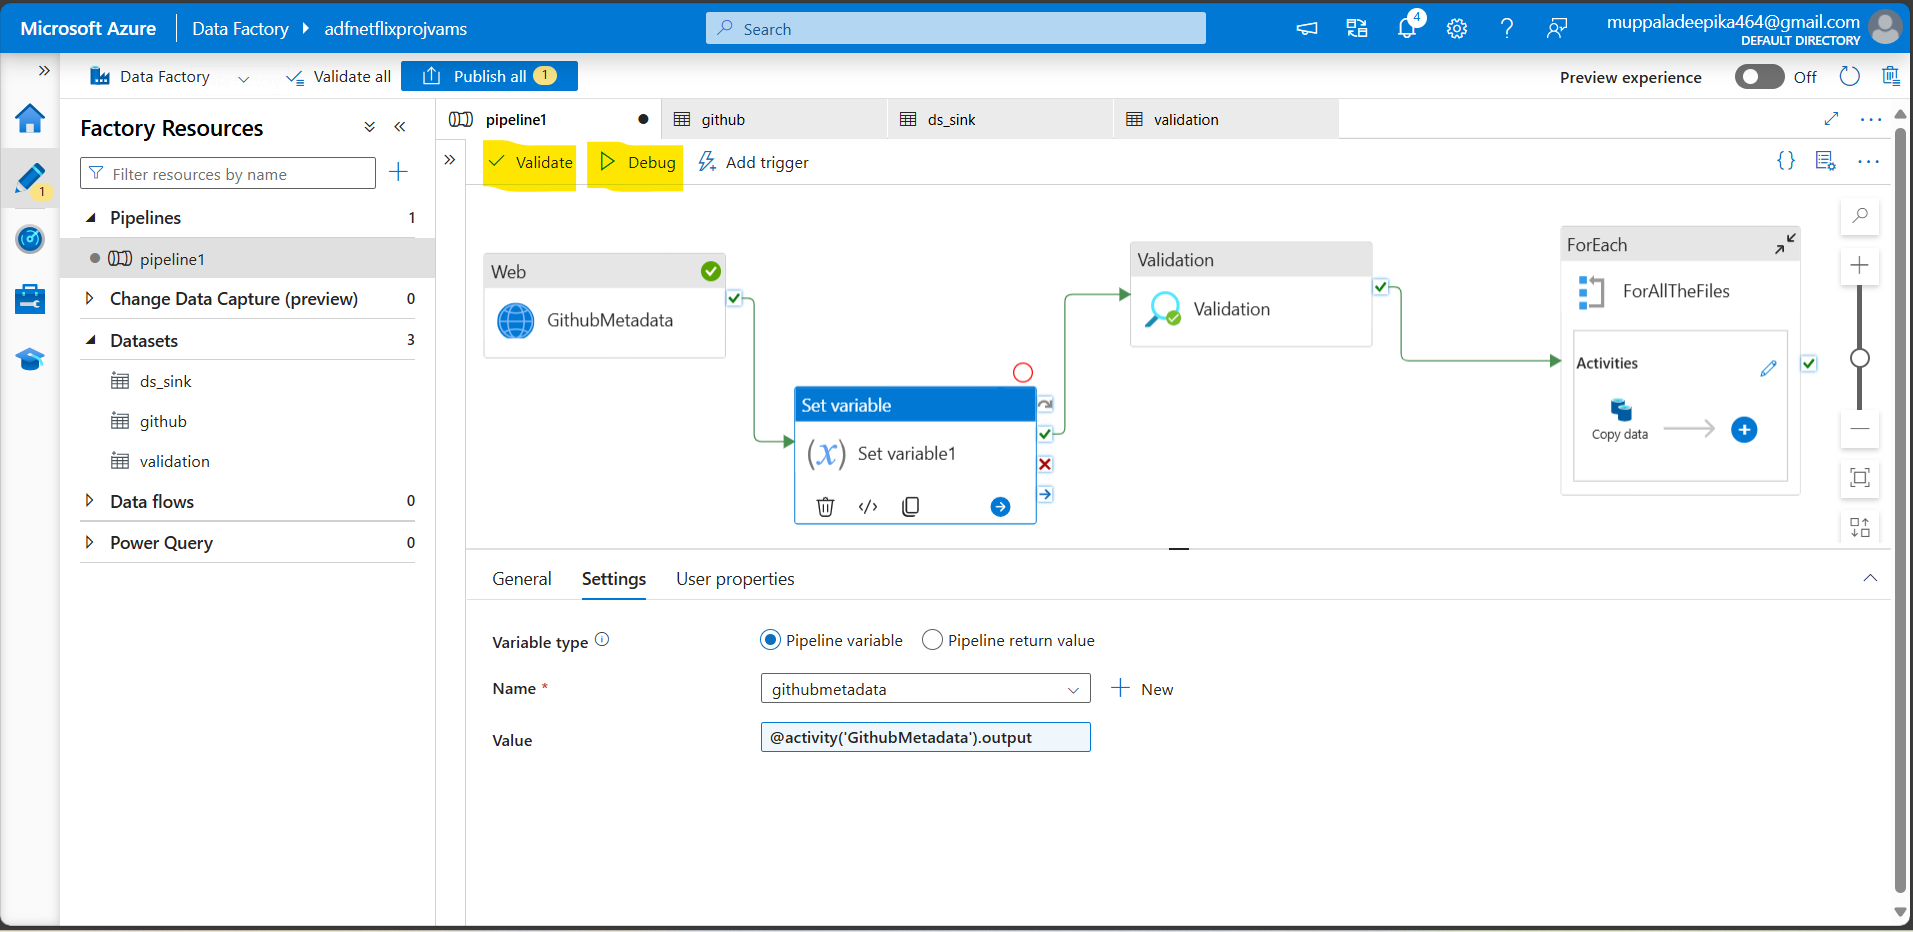 Microsoft Azure
Data Factory
adfnetflixprojvams
Search
4
muppaladeepika464@gmail.com
DEFAULT DIRECTORY
Data Factory
Validate all
Publish all 1
Preview experience
Off
1
Factory Resources
Filter resources by name
Pipelines 1
pipeline1
Change Data Capture (preview) 0
Datasets 3
ds_sink
github
validation
Data flows 0
Power Query 0
pipeline1
github
ds_sink
validation
Validate
Debug
Add trigger
{}
Web
GithubMetadata
Set variable
(x) Set variable1
</>
Validation
Validation
ForEach
ForAllTheFiles
Activities
Copy data
General
Settings
User properties
Variable type
Pipeline variable
Pipeline return value
Name *
githubmetadata
New
Value
@activity('GithubMetadata').output